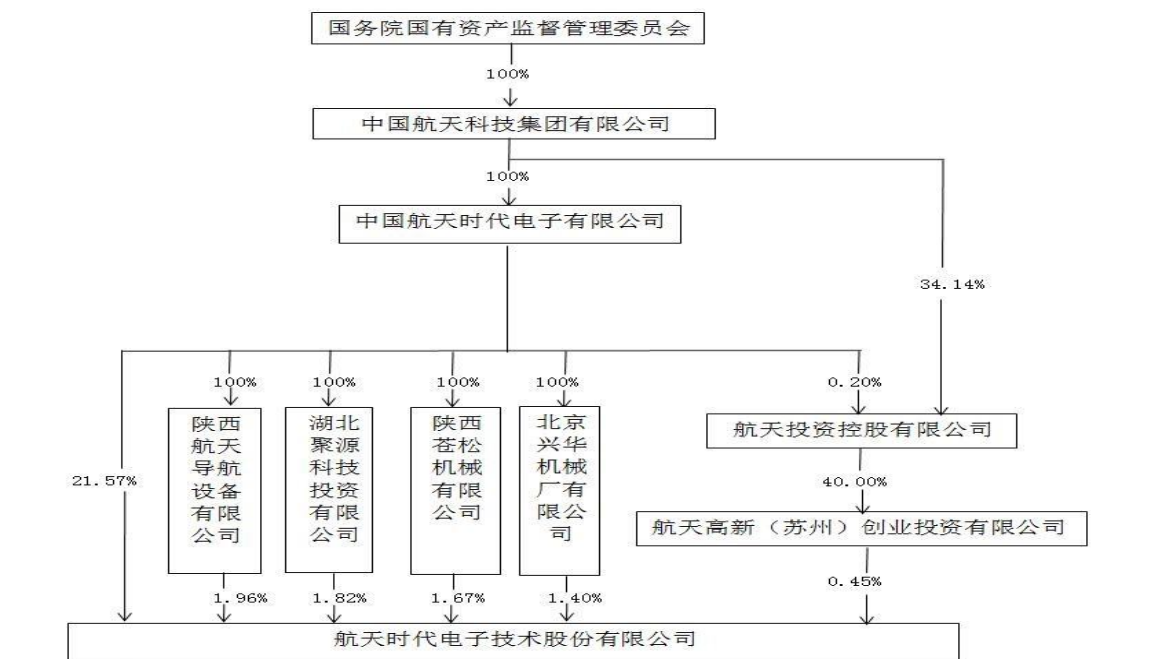 国务院国有资产监督管理委员会
100%
中国航天科技集团有限公司
100%
中国航天时代电子有限公司
34.14%
100%
100%
100%
100%
0.20%
陕西
航天
导航
设备
有限
公司
湖北
聚源
科技
投资
有限
公司
陕西
苍松
机械
有限
公司
北京
兴华
机械
厂有
限公
司
航天投资控股有限公司
21.57%
40.00%
航天高新（苏州）创业投资有限公司
0.45%
1.96%
1.82%
1.67%
1.40%
航天时代电子技术股份有限公司